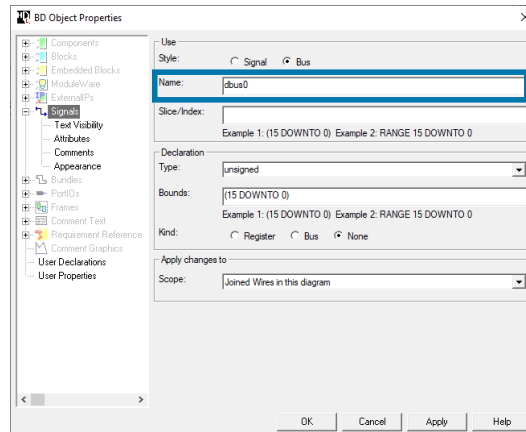 BD Object Properties
Components
Blocks
Embedded Blocks
ModuleWare
ExternalIPs
Signals
Text Visibility
Attributes
Comments
Appearance
Bundles
PortIOs
Frames
Comment Text
Requirement Reference
Comment Graphics
User Declarations
User Properties
Use
Style: Signal Bus
Name: dbus0
Slice/Index:
Example 1: (15 DOWNTO 0) Example 2: RANGE 15 DOWNTO 0
Declaration
Type: unsigned
Bounds: (15 DOWNTO 0)
Example 1: (15 DOWNTO 0) Example 2: RANGE 15 DOWNTO 0
Kind: Register Bus None
Apply changes to
Scope: Joined Wires in this diagram
OK Cancel Apply Help